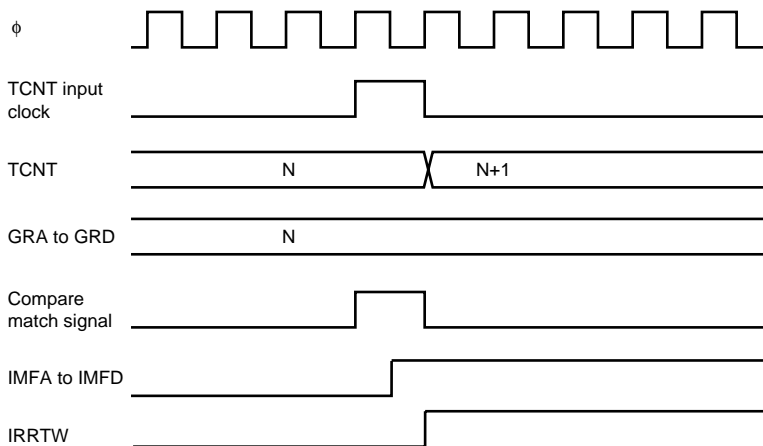 ϕ
TCNT input
clock
TCNT
N
N+1
GRA to GRD
N
Compare
match signal
IMFA to IMFD
IRRTW